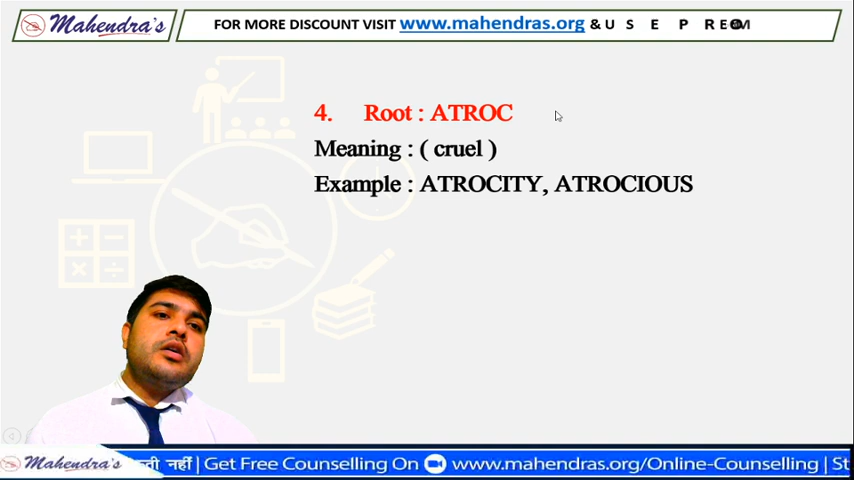 Mahendra's
FOR MORE DISCOUNT VISIT www.mahendras.org & U S E P R E M
4. Root : ATROC
Meaning : ( cruel )
Example : ATROCITY, ATROCIOUS
Mahendra's नहीं | Get Free Counselling On www.mahendras.org/Online-Counselling | St